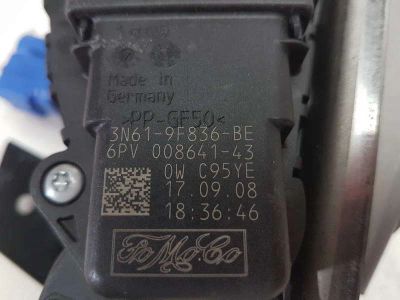 Made in
Germany
>PP-GF50<
3N61-9F836-BE
6PV 008641-43
0W C95YE
17.09.08
18:36:46
FoMoCo